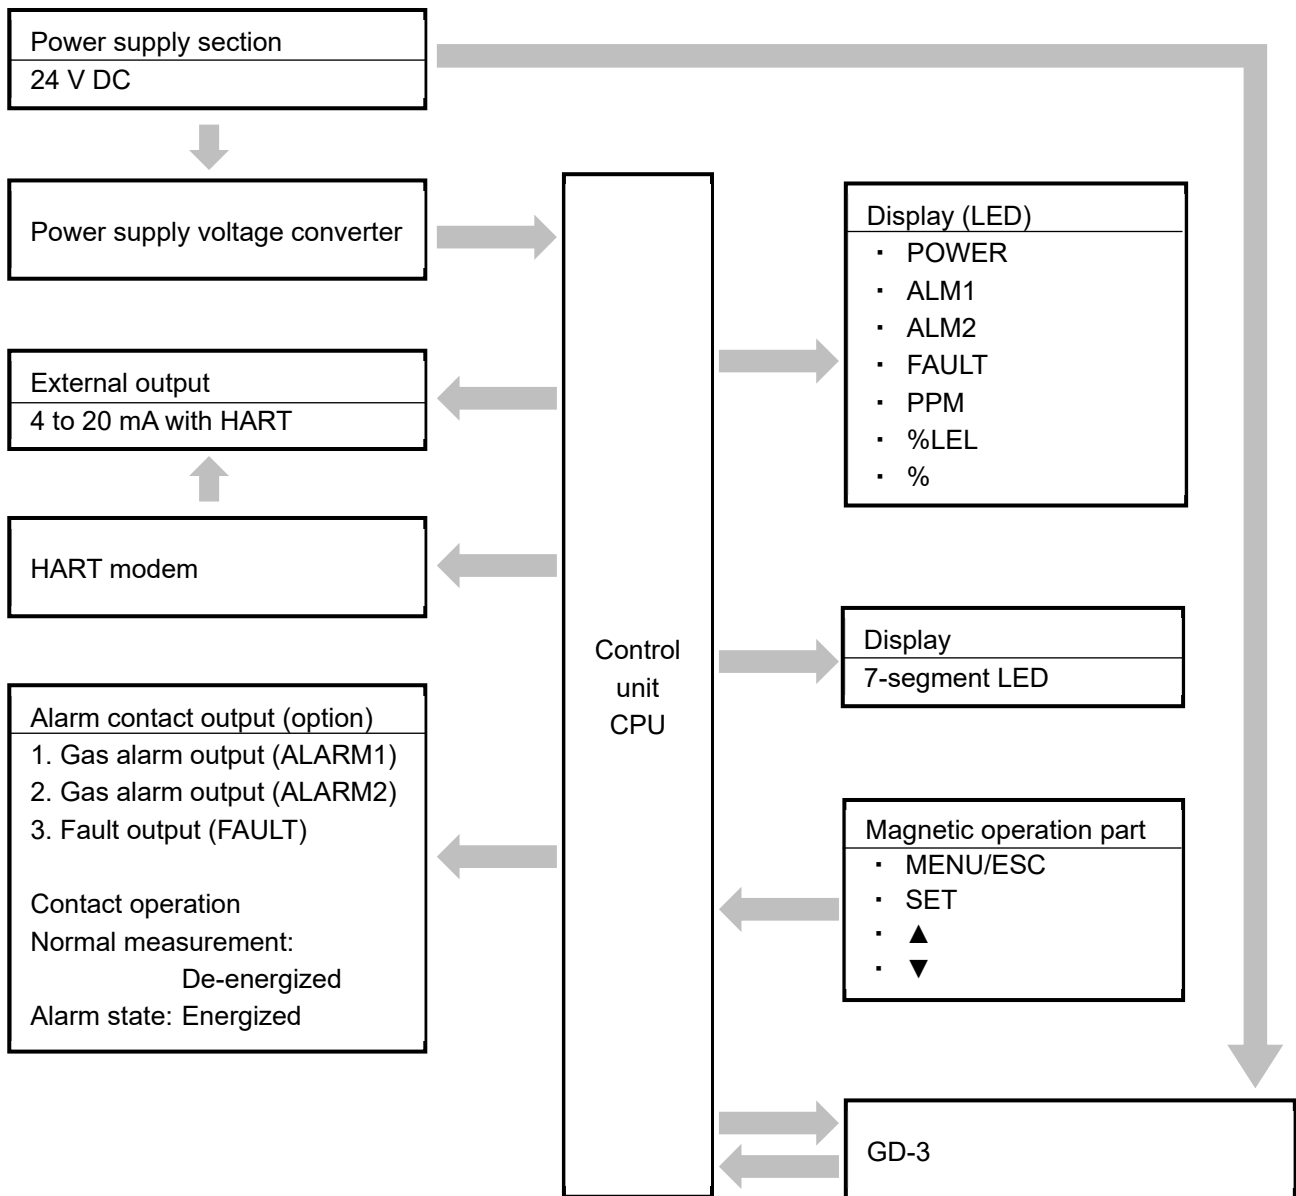 Power supply section
24 V DC
Power supply voltage converter
External output
4 to 20 mA with HART
HART modem
Alarm contact output (option)
1. Gas alarm output (ALARM1)
2. Gas alarm output (ALARM2)
3. Fault output (FAULT)
Contact operation
Normal measurement:
De-energized
Alarm state: Energized
Control
unit
CPU
Display (LED)
・ POWER
・ ALM1
・ ALM2
・ FAULT
・ PPM
・ %LEL
・ %
Display
7-segment LED
Magnetic operation part
・ MENU/ESC
・ SET
・ ▲
・ ▼
GD-3